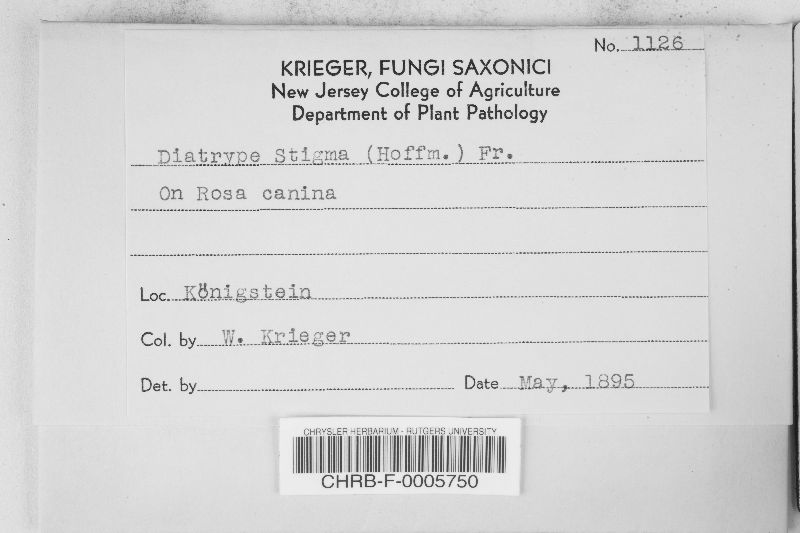 No. 1126
KRIEGER, FUNGI SAXONICI
New Jersey College of Agriculture
Department of Plant Pathology
Diatrype Stigma (Hoffm.) Fr.
On Rosa canina
Loc. Königstein
Col. by W. Krieger
Det. by Date May, 1895
CHRYSLER HERBARIUM - RUTGERS UNIVERSITY
CHRB-F-0005750